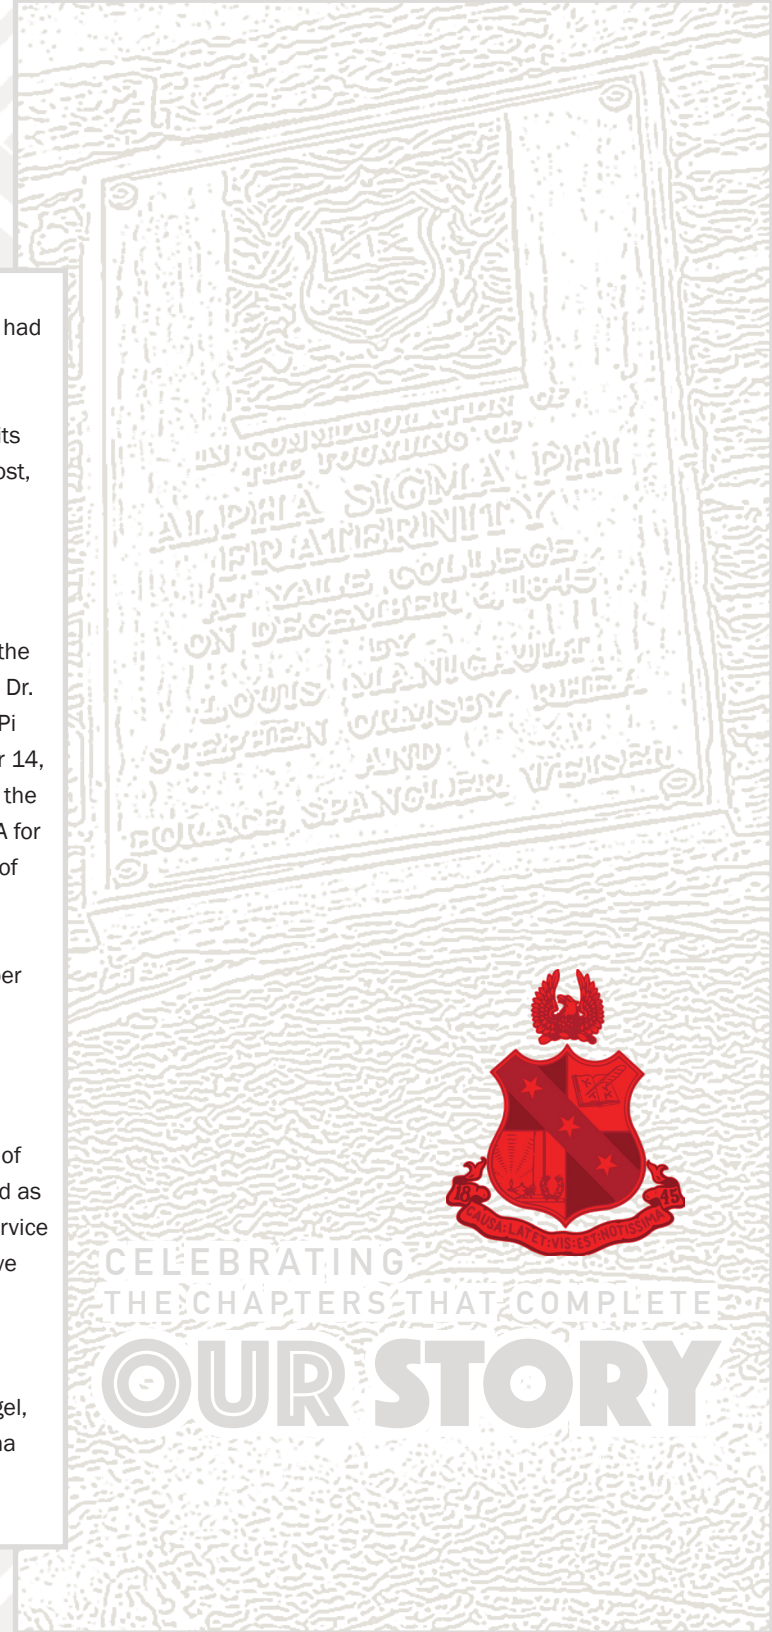 had
its
ost,
the
Dr.
Pi
r 14,
the
A for
of
er
of
d as
rvice
ve
gel,
na
IN COMMEMORATION OF
THE FOUNDING OF
ALPHA SIGMA PHI
FRATERNITY
AT YALE COLLEGE
ON DECEMBER 6, 1845
BY
LOUIS MANIGAULT
STEPHEN ORMSBY RHEA
AND
HORACE SPANGLER WEISER
18 45
CAUSA:LATET:VIS:EST:NOTISSIMA
CELEBRATING
THE CHAPTERS THAT COMPLETE
OUR STORY